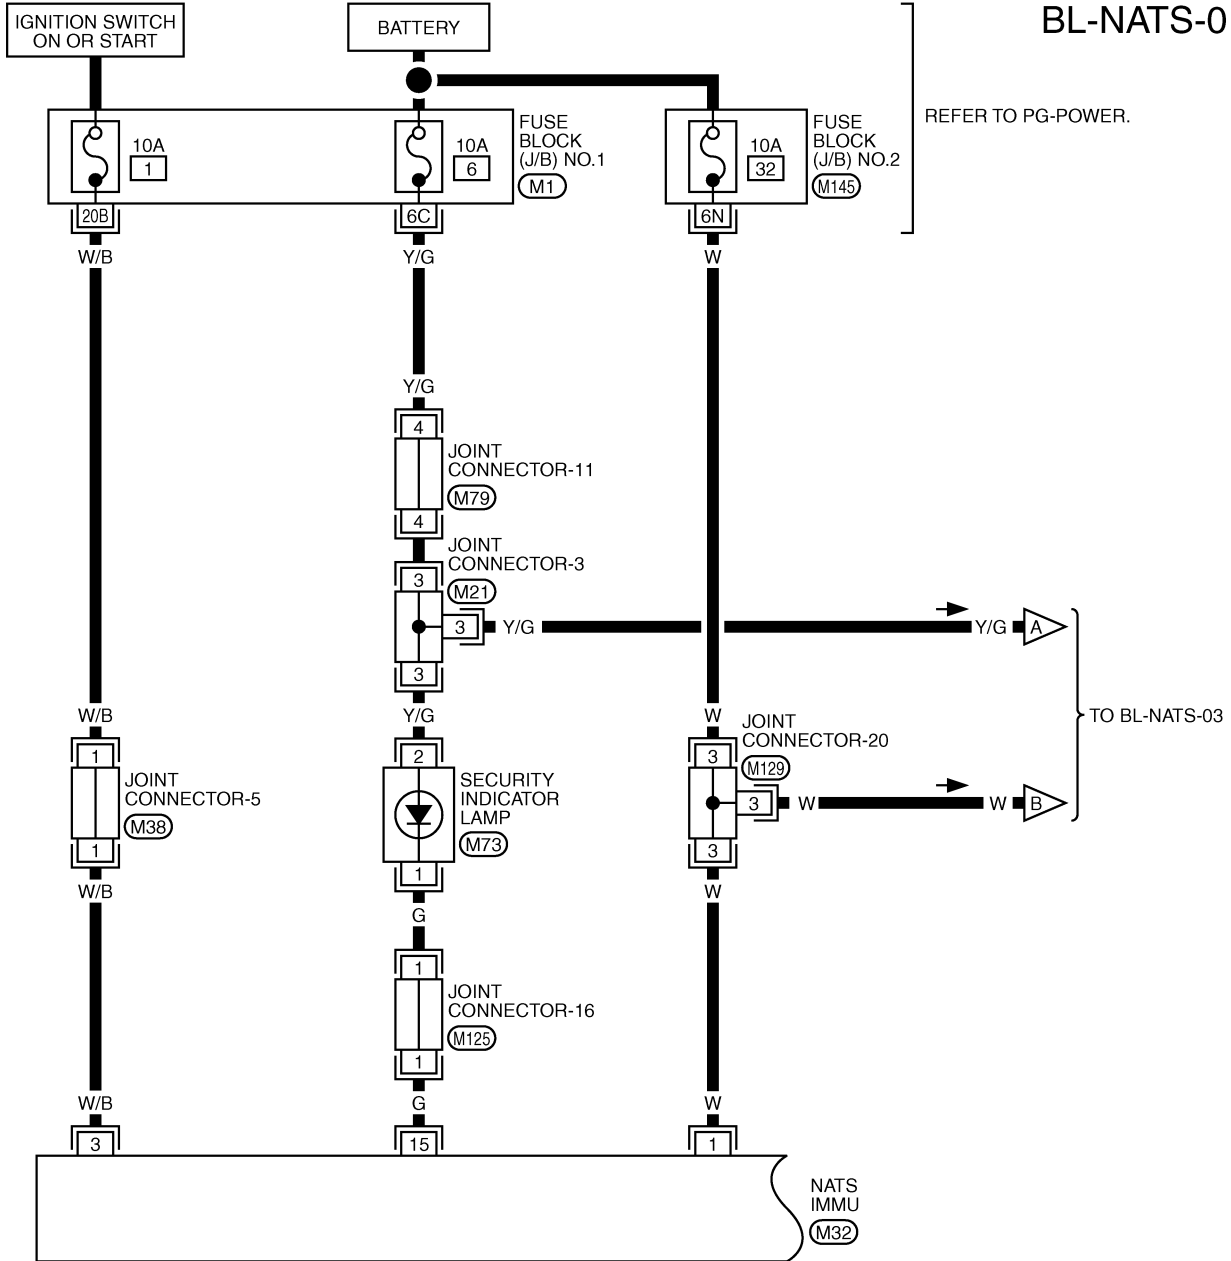 BL-NATS-0
IGNITION SWITCH
ON OR START
BATTERY
REFER TO PG-POWER.
10A
1
10A
6
FUSE
BLOCK
(J/B) NO.1
M1
10A
32
FUSE
BLOCK
(J/B) NO.2
M145
20B
6C
6N
W/B
Y/G
W
Y/G
4
JOINT
CONNECTOR-11
M79
4
JOINT
CONNECTOR-3
3
M21
3
Y/G
Y/G
A
3
W/B
Y/G
W
TO BL-NATS-03
JOINT
CONNECTOR-20
1
2
3
M129
JOINT
CONNECTOR-5
M38
SECURITY
INDICATOR
LAMP
M73
3
W
W
B
1
1
3
W/B
G
W
1
JOINT
CONNECTOR-16
M125
1
W/B
G
W
3
15
1
NATS
IMMU
M32